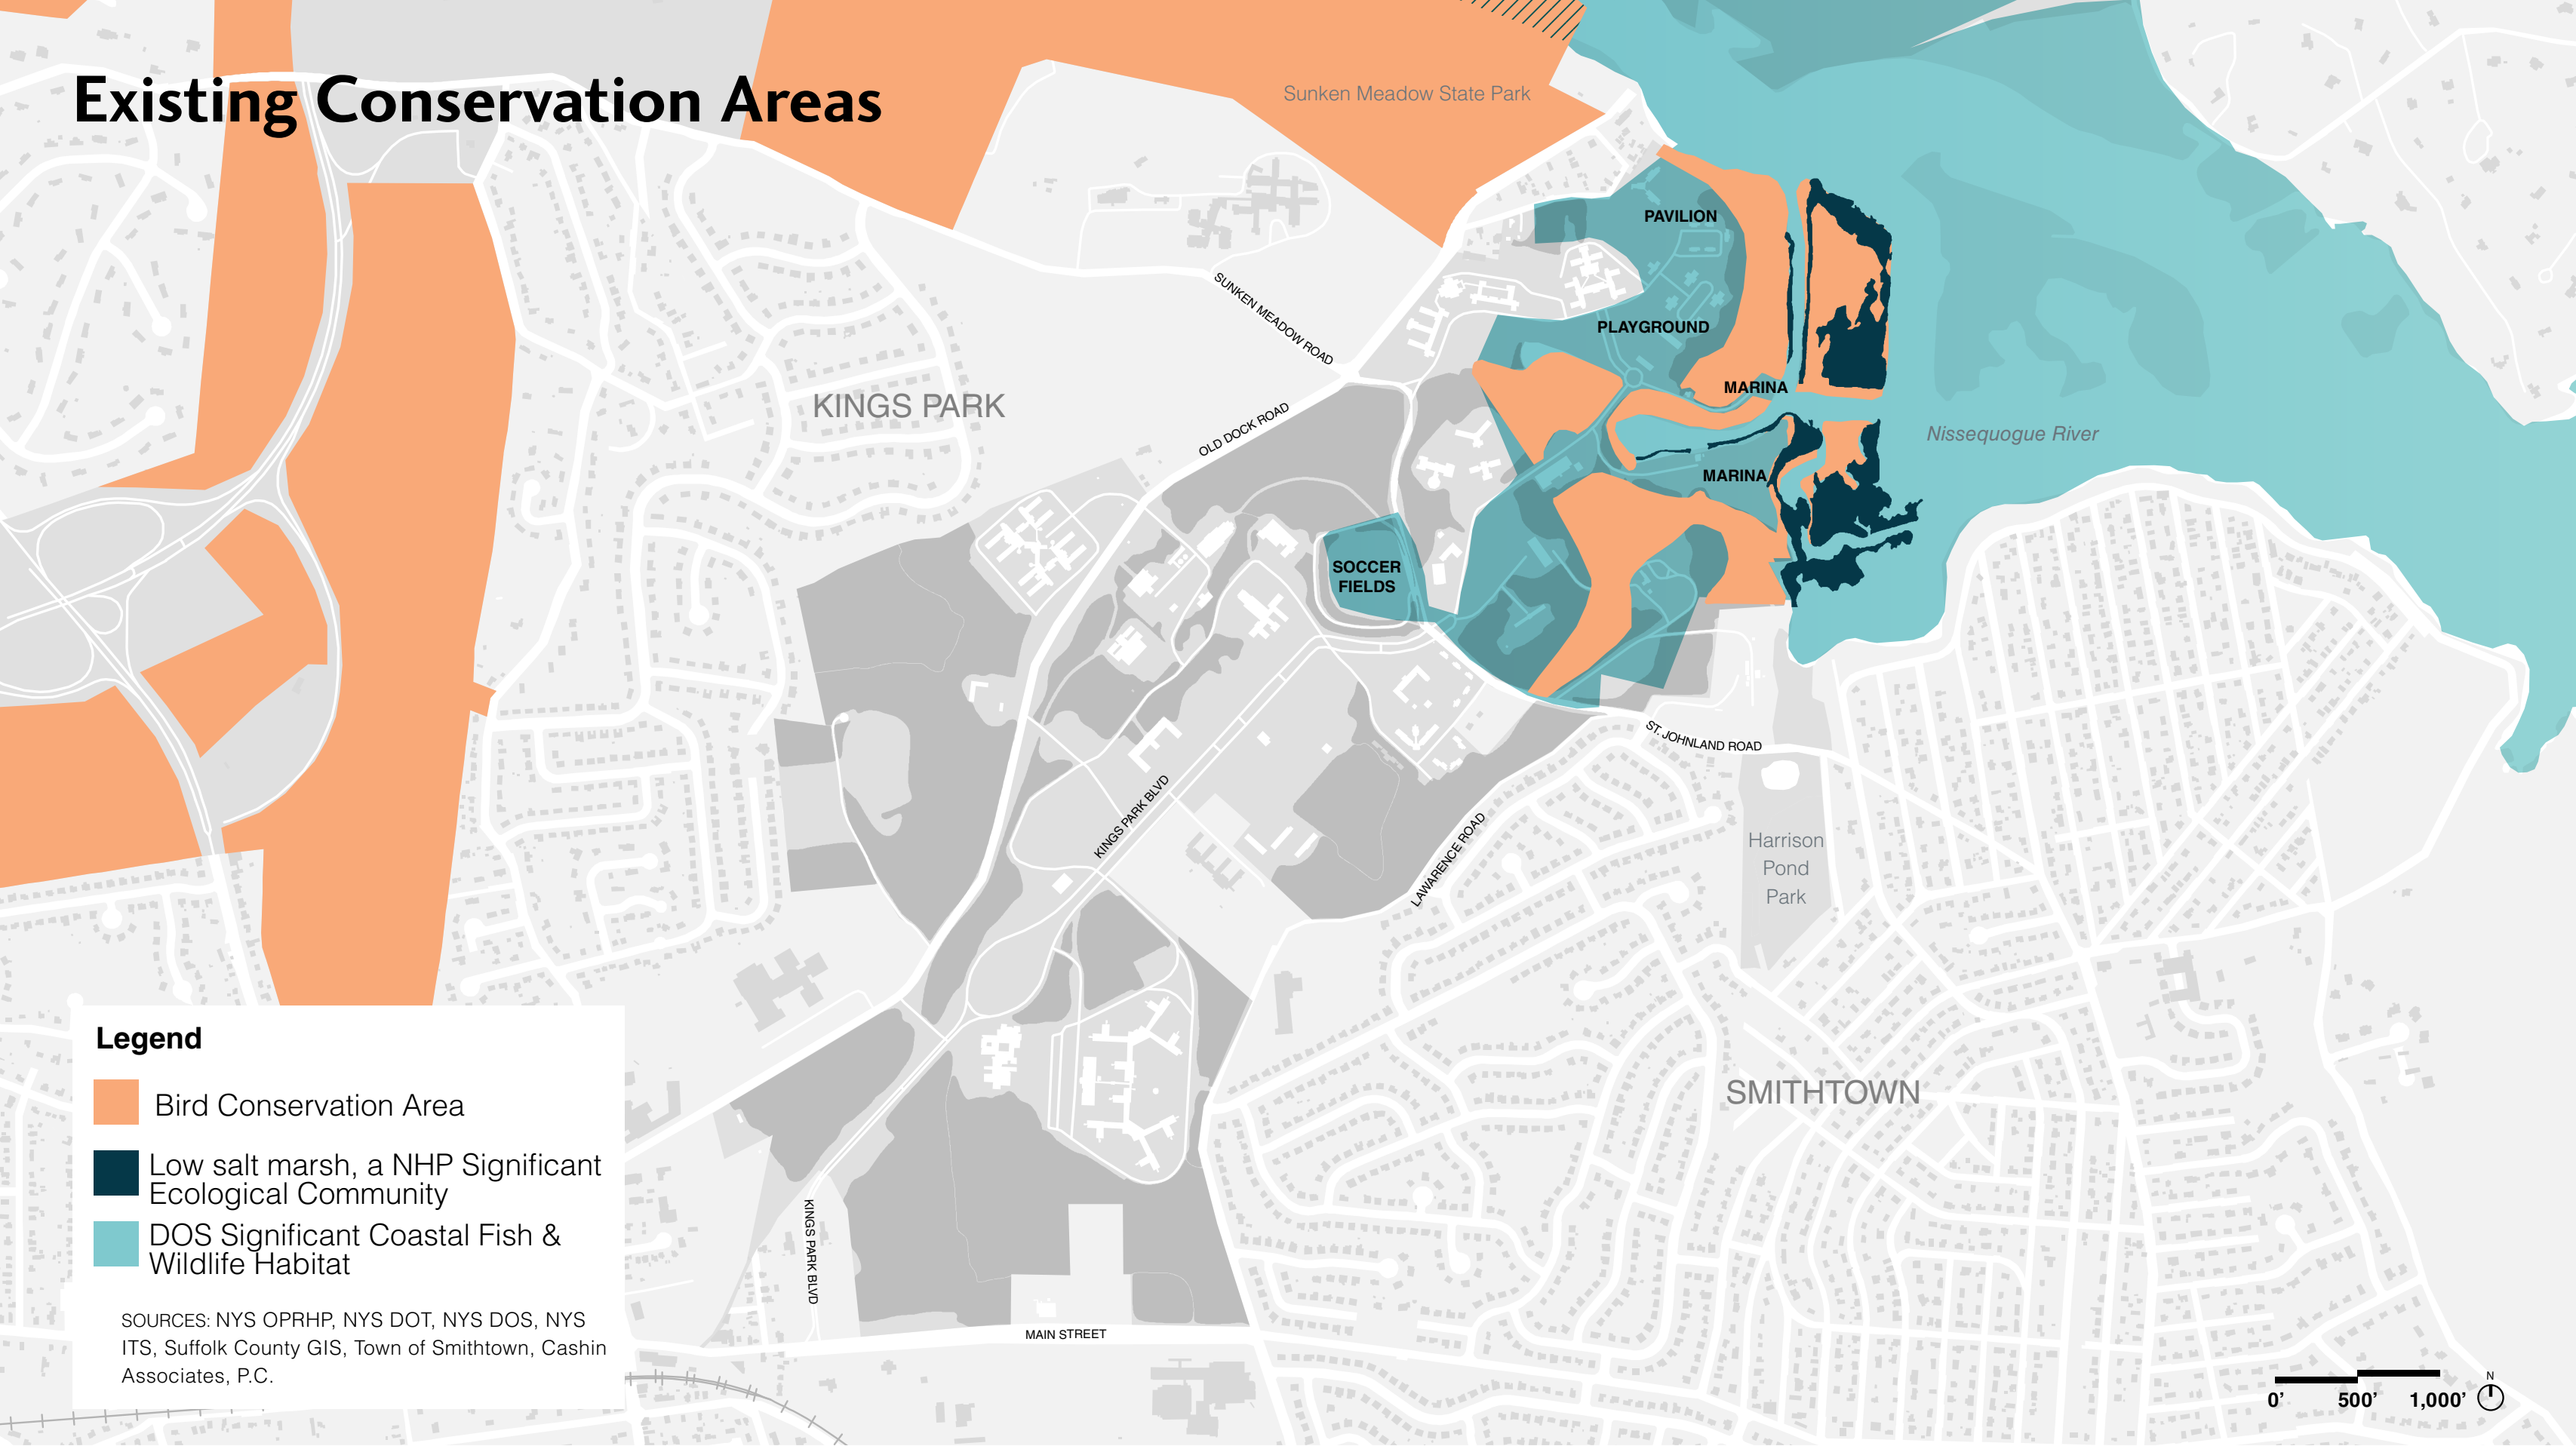 Existing Conservation Areas
Sunken Meadow State Park
PAVILION
SUNKEN MEADOW ROAD
PLAYGROUND
MARINA
KINGS PARK
OLD DOCK ROAD
Nissequogue River
MARINA
SOCCER
FIELDS
ST. JOHNLAND ROAD
KINGS PARK BLVD
LAWARENCE ROAD
Harrison
Pond
Park
SMITHTOWN
KINGS PARK BLVD
MAIN STREET
Legend
Bird Conservation Area
Low salt marsh, a NHP Significant
Ecological Community
DOS Significant Coastal Fish &
Wildlife Habitat
SOURCES: NYS OPRHP, NYS DOT, NYS DOS, NYS
ITS, Suffolk County GIS, Town of Smithtown, Cashin
Associates, P.C.
N
0' 500' 1,000'